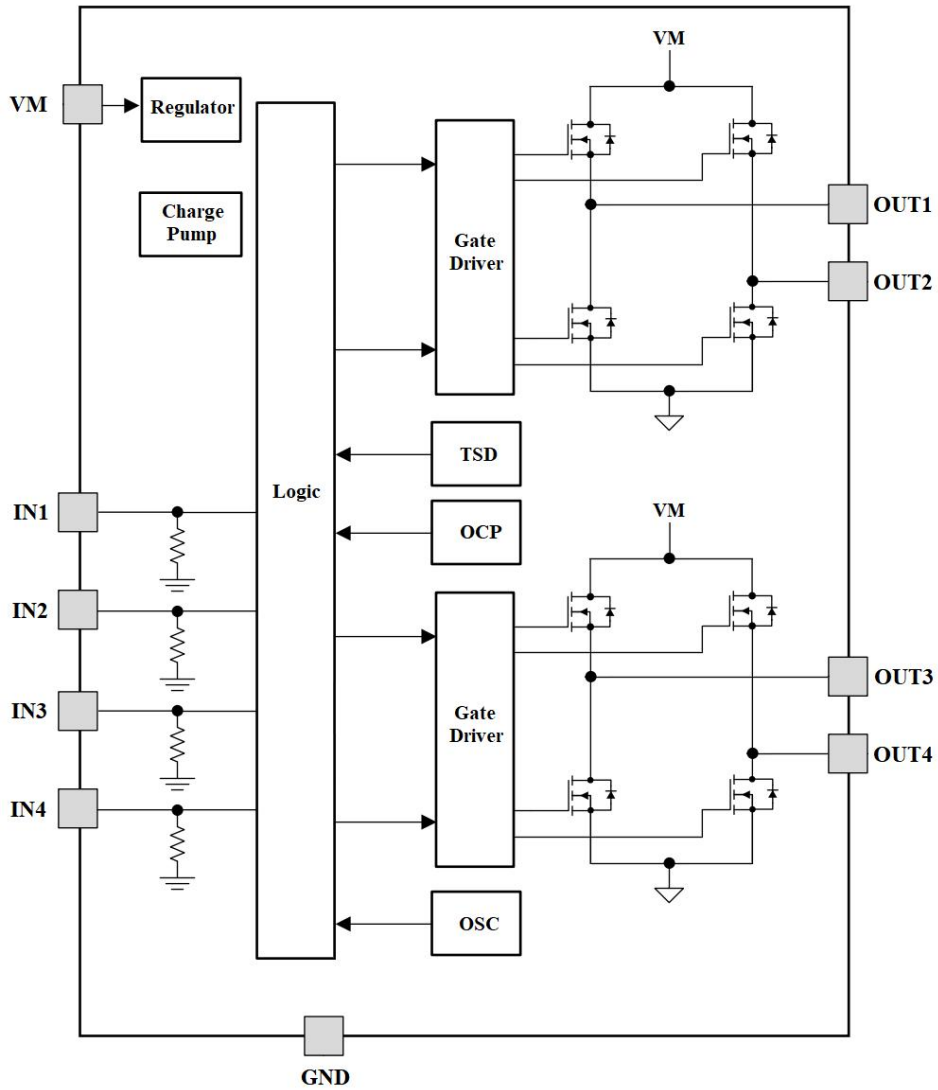 VM
VM
Regulator
Charge
Pump
Gate
Driver
OUT1
OUT2
TSD
Logic
OCP
IN1
VM
IN2
IN3
Gate
Driver
OUT3
OUT4
IN4
OSC
GND